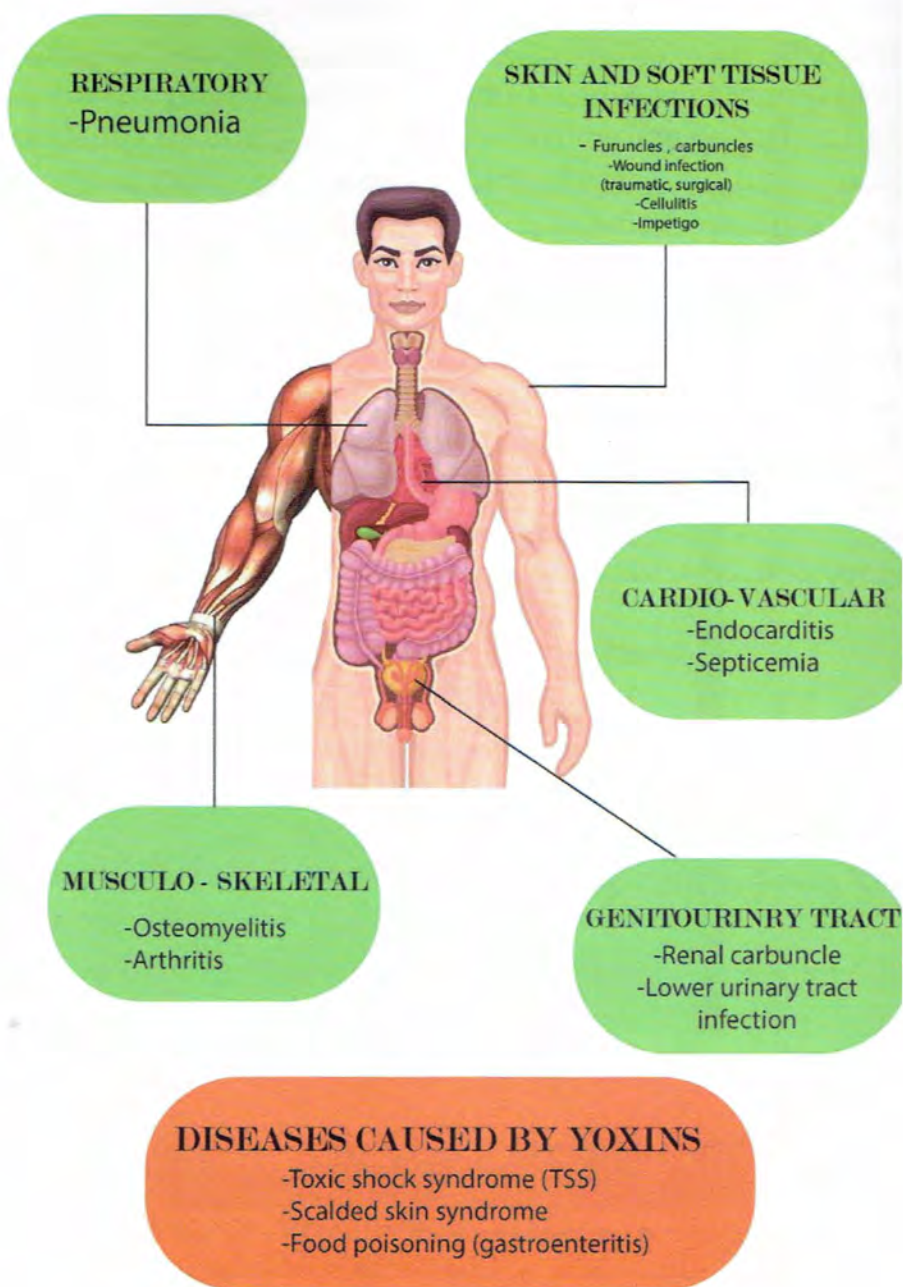 RESPIRATORY
-Pneumonia
SKIN AND SOFT TISSUE
INFECTIONS
- Furuncles , carbuncles
-Wound infection
(traumatic, surgical)
-Cellulitis
-Impetigo
CARDIO-VASCULAR
-Endocarditis
-Septicemia
MUSCULO - SKELETAL
-Osteomyelitis
-Arthritis
GENITOURINRY TRACT
-Renal carbuncle
-Lower urinary tract
infection
DISEASES CAUSED BY YOXINS
-Toxic shock syndrome (TSS)
-Scalded skin syndrome
-Food poisoning (gastroenteritis)